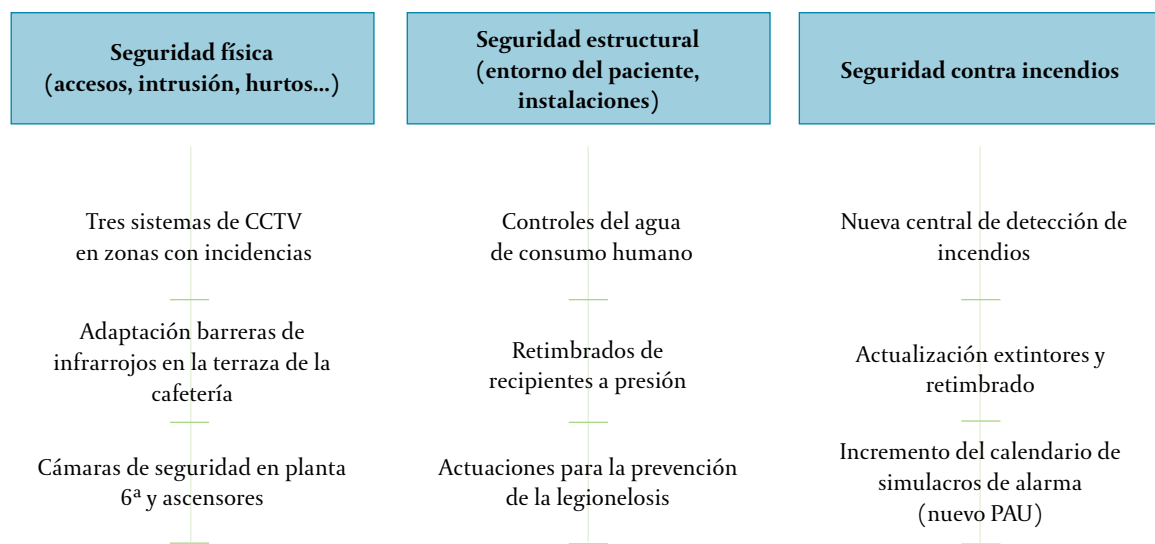 Seguridad física
(accesos, intrusión, hurtos...)
Tres sistemas de CCTV
en zonas con incidencias
Adaptación barreras de
infrarrojos en la terraza de la
cafetería
Cámaras de seguridad en planta
6ª y ascensores
Seguridad estructural
(entorno del paciente,
instalaciones)
Controles del agua
de consumo humano
Retimbrados de
recipientes a presión
Actuaciones para la prevención
de la legionelosis
Seguridad contra incendios
Nueva central de detección de
incendios
Actualización extintores y
retimbrado
Incremento del calendario de
simulacros de alarma
(nuevo PAU)